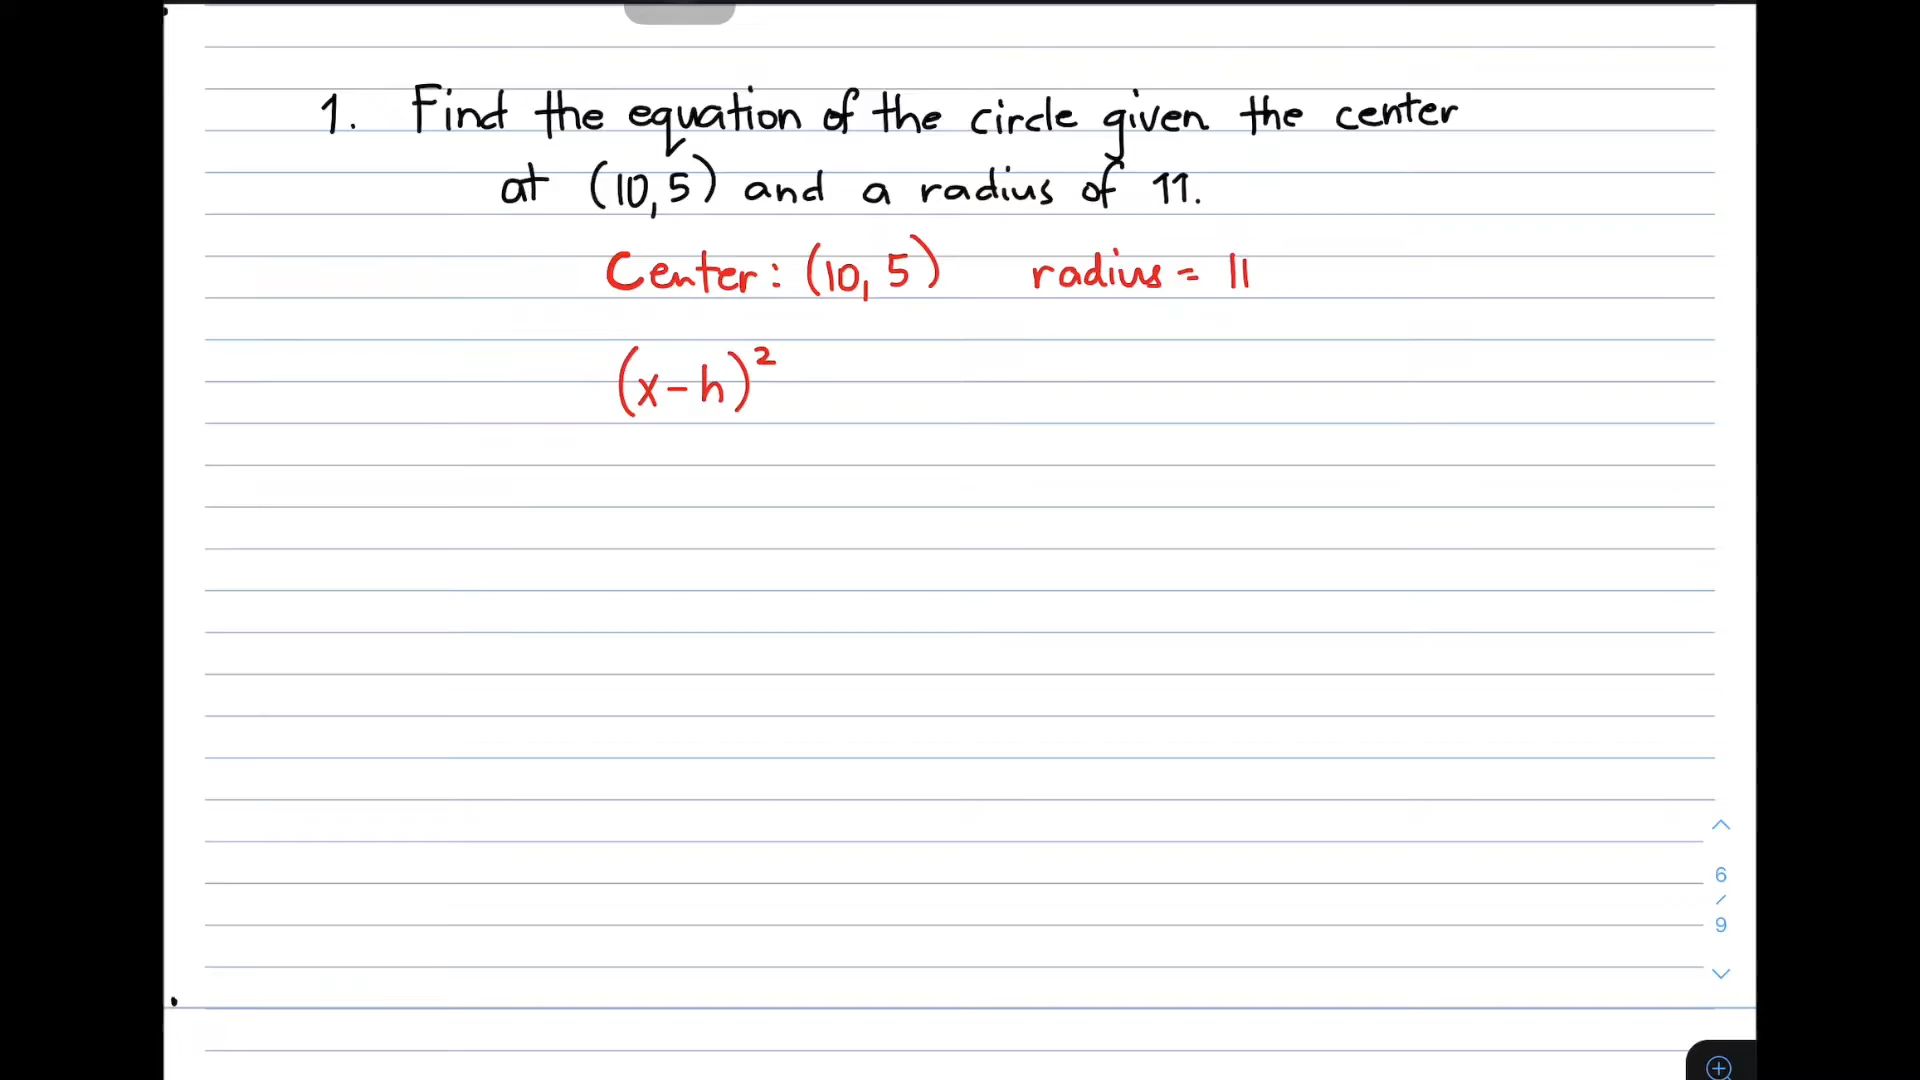 1. Find the equation of the circle given the center
at (10,5) and a radius of 11.
Center: (10, 5) radius = 11
(x-h)²
6
/
9